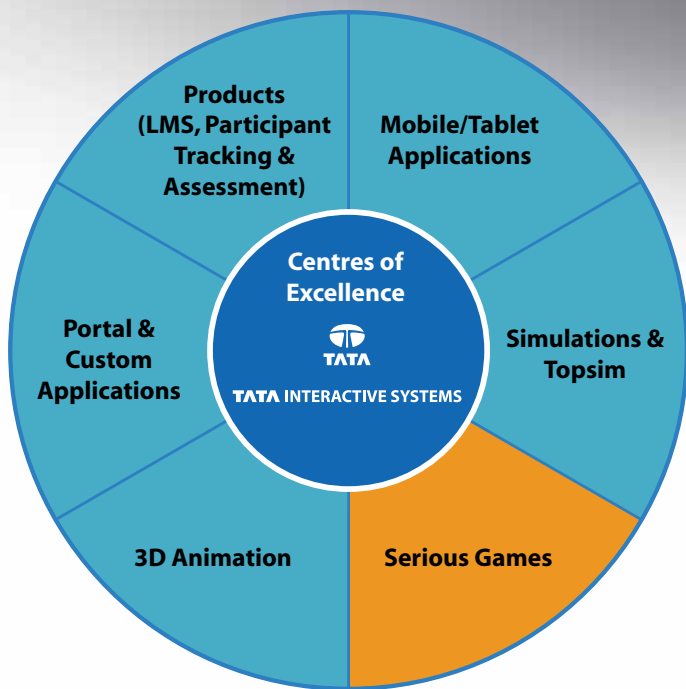 Products
(LMS, Participant
Tracking &
Assessment)
Mobile/Tablet
Applications
Centres of
Excellence
TATA
TATA INTERACTIVE SYSTEMS
Portal &
Custom
Applications
Simulations &
Topsim
3D Animation
Serious Games